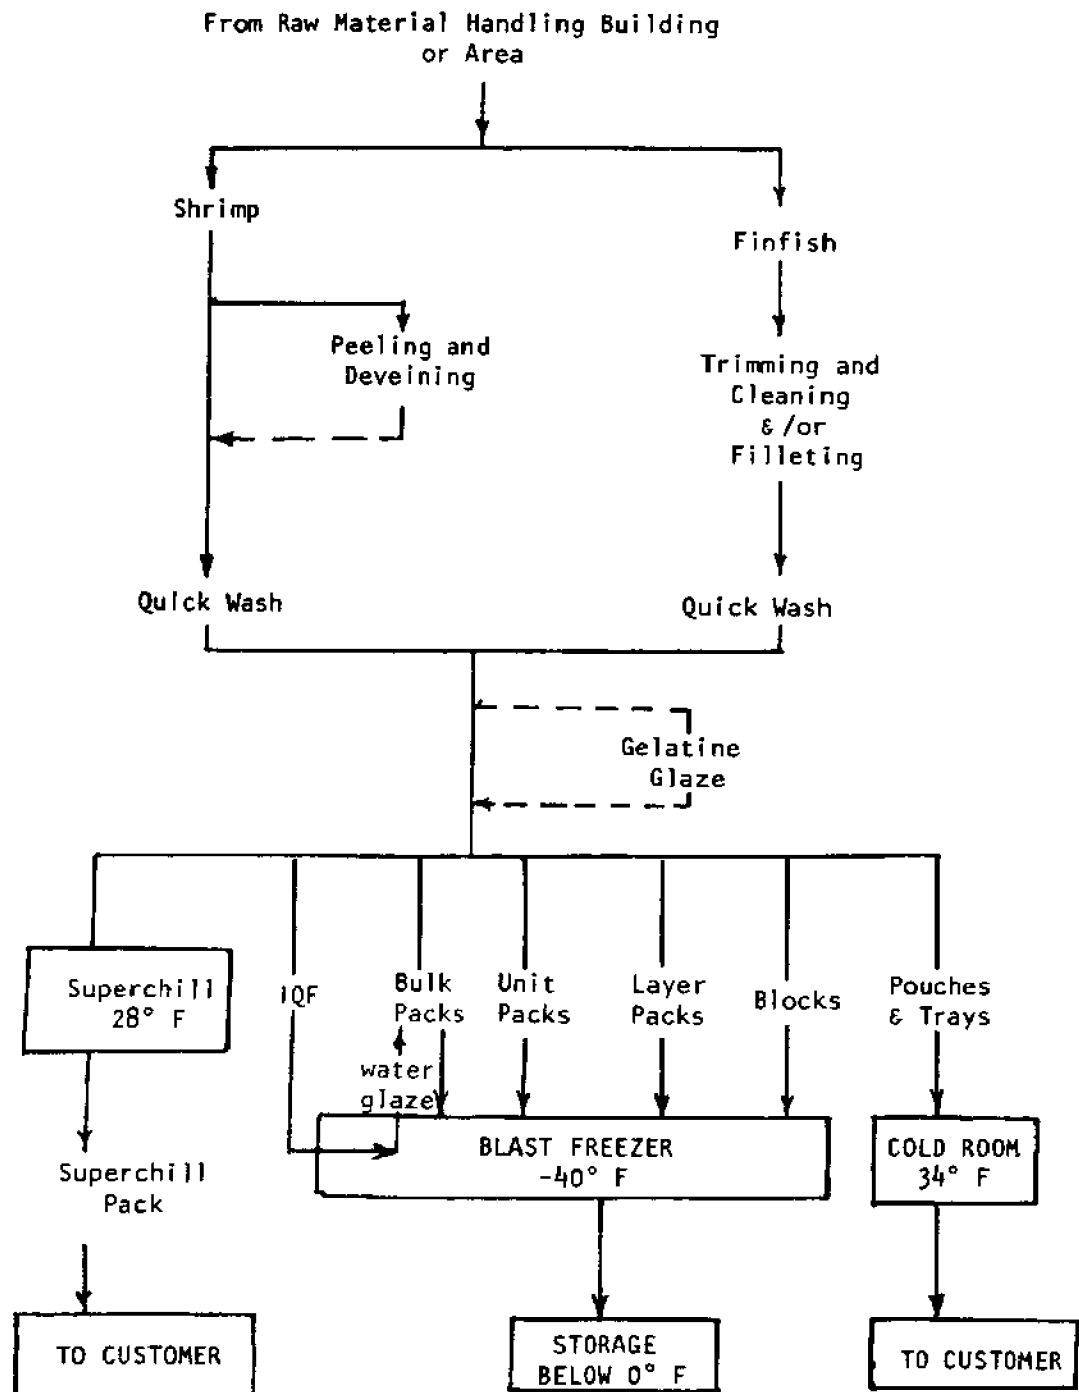 From Raw Material Handling Building
or Area
Shrimp
Finfish
Peeling and
Deveining
Trimming and
Cleaning
& /or
Filleting
Quick Wash
Quick Wash
Gelatine
Glaze
Superchill
28° F
IQF
Bulk
Packs
Unit
Packs
Layer
Packs
Blocks
Pouches
& Trays
water
glaze
BLAST FREEZER
-40° F
COLD ROOM
34° F
Superchill
Pack
TO CUSTOMER
STORAGE
BELOW 0° F
TO CUSTOMER